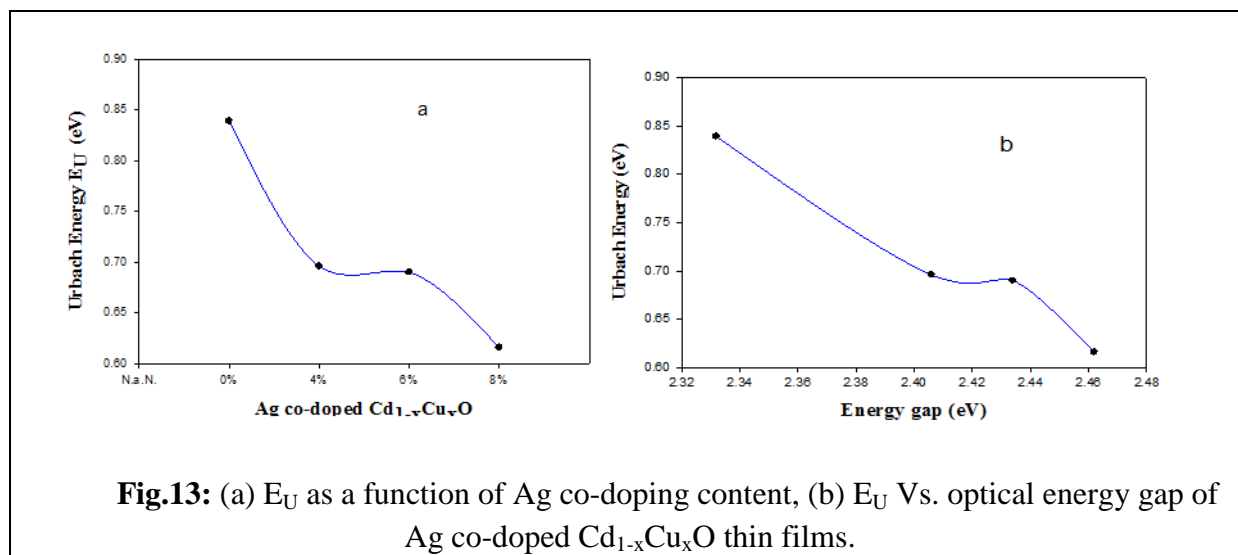 0.90
0.85
0.80
0.75
0.70
0.65
0.60
Urbach Energy E_U (eV)
a
N.a.N. 0% 4% 6% 8%
Ag co-doped Cd₁₋ₓCuₓO
0.90
0.85
0.80
0.75
0.70
0.65
0.60
Urbach Energy (eV)
b
2.32 2.34 2.36 2.38 2.40 2.42 2.44 2.46 2.48
Energy gap (eV)
Fig.13: (a) E_U as a function of Ag co-doping content, (b) E_U Vs. optical energy gap of
Ag co-doped Cd₁₋ₓCuₓO thin films.